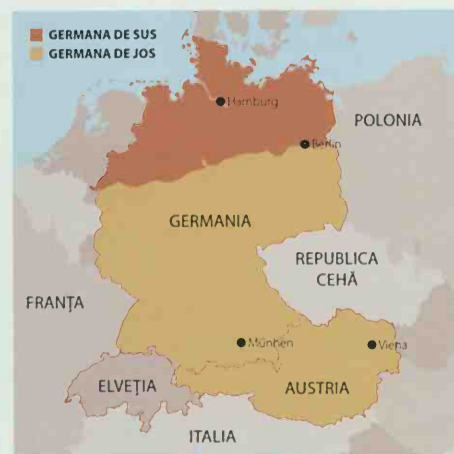 GERMANA DE SUS
GERMANA DE JOS
Hamburg
POLONIA
Berlin
GERMANIA
REPUBLICA
CEHĂ
FRANȚA
München
Viena
ELVEȚIA
AUSTRIA
ITALIA